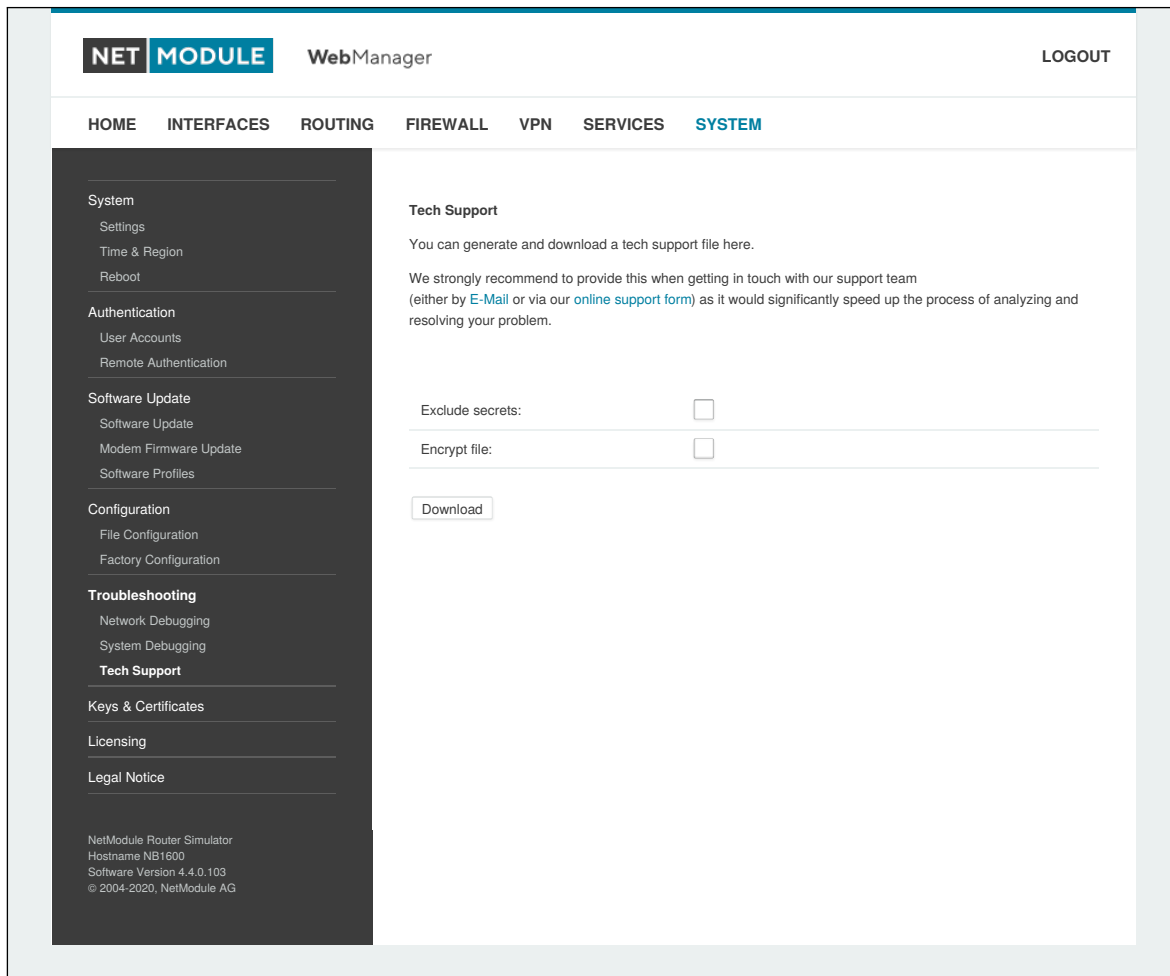 NET MODULE WebManager LOGOUT
HOME INTERFACES ROUTING FIREWALL VPN SERVICES SYSTEM
System
Settings
Time & Region
Reboot
Authentication
User Accounts
Remote Authentication
Software Update
Software Update
Modem Firmware Update
Software Profiles
Configuration
File Configuration
Factory Configuration
Troubleshooting
Network Debugging
System Debugging
Tech Support
Keys & Certificates
Licensing
Legal Notice
NetModule Router Simulator
Hostname NB1600
Software Version 4.4.0.103
© 2004-2020, NetModule AG
Tech Support
You can generate and download a tech support file here.
We strongly recommend to provide this when getting in touch with our support team
(either by E-Mail or via our online support form) as it would significantly speed up the process of analyzing and
resolving your problem.
Exclude secrets:
Encrypt file:
Download